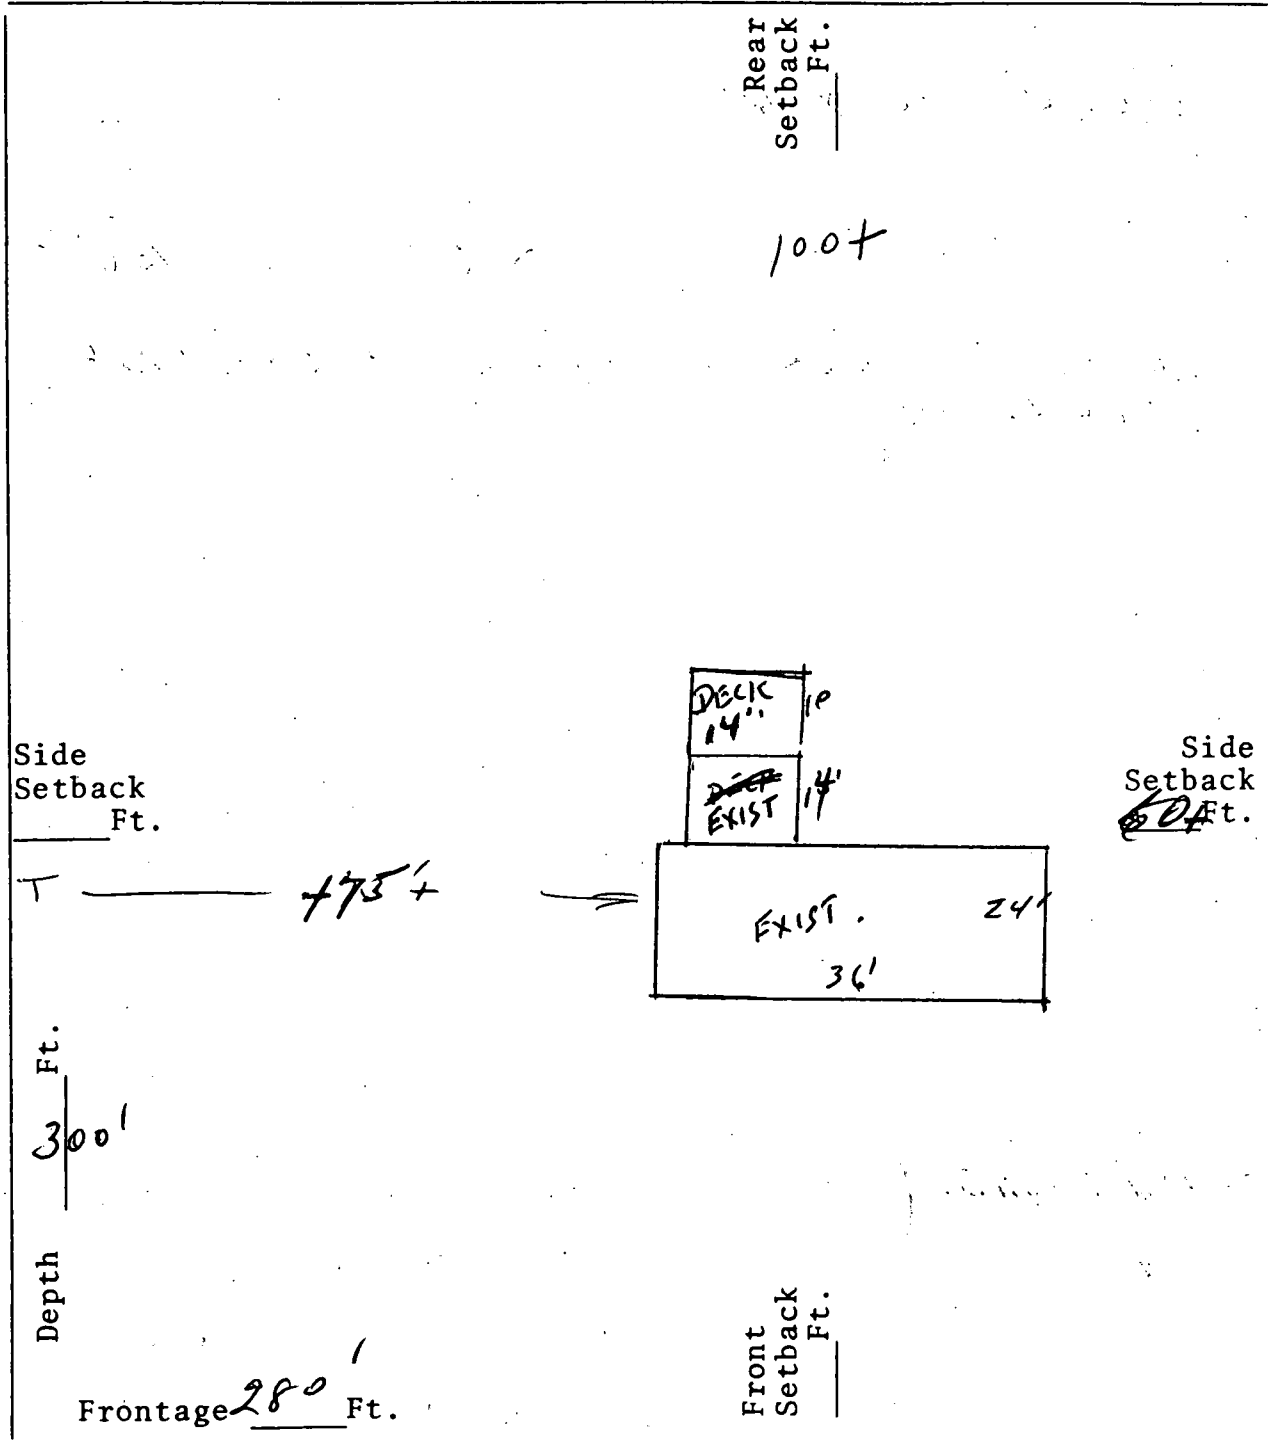 Rear
Setback
Ft.
100+
DECK
14''
10
EXIST
14'
Side
Setback
Ft.
Side
Setback
60+ Ft.
+75'+
EXIST.
24'
36'
Depth 300' Ft.
Front
Setback
Ft.
Frontage 280' Ft.